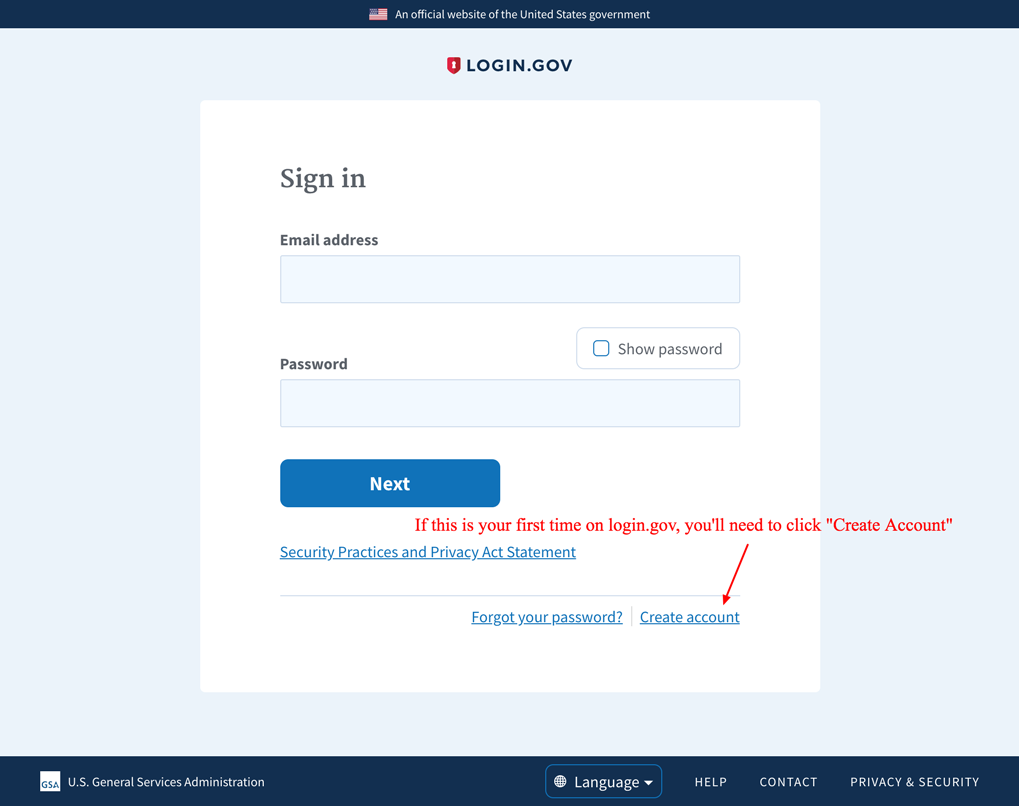 An official website of the United States government
LOGIN.GOV
Sign in
Email address
Show password
Password
Next
If this is your first time on login.gov, you'll need to click "Create Account"
Security Practices and Privacy Act Statement
Forgot your password? Create account
GSA U.S. General Services Administration Language HELP CONTACT PRIVACY & SECURITY